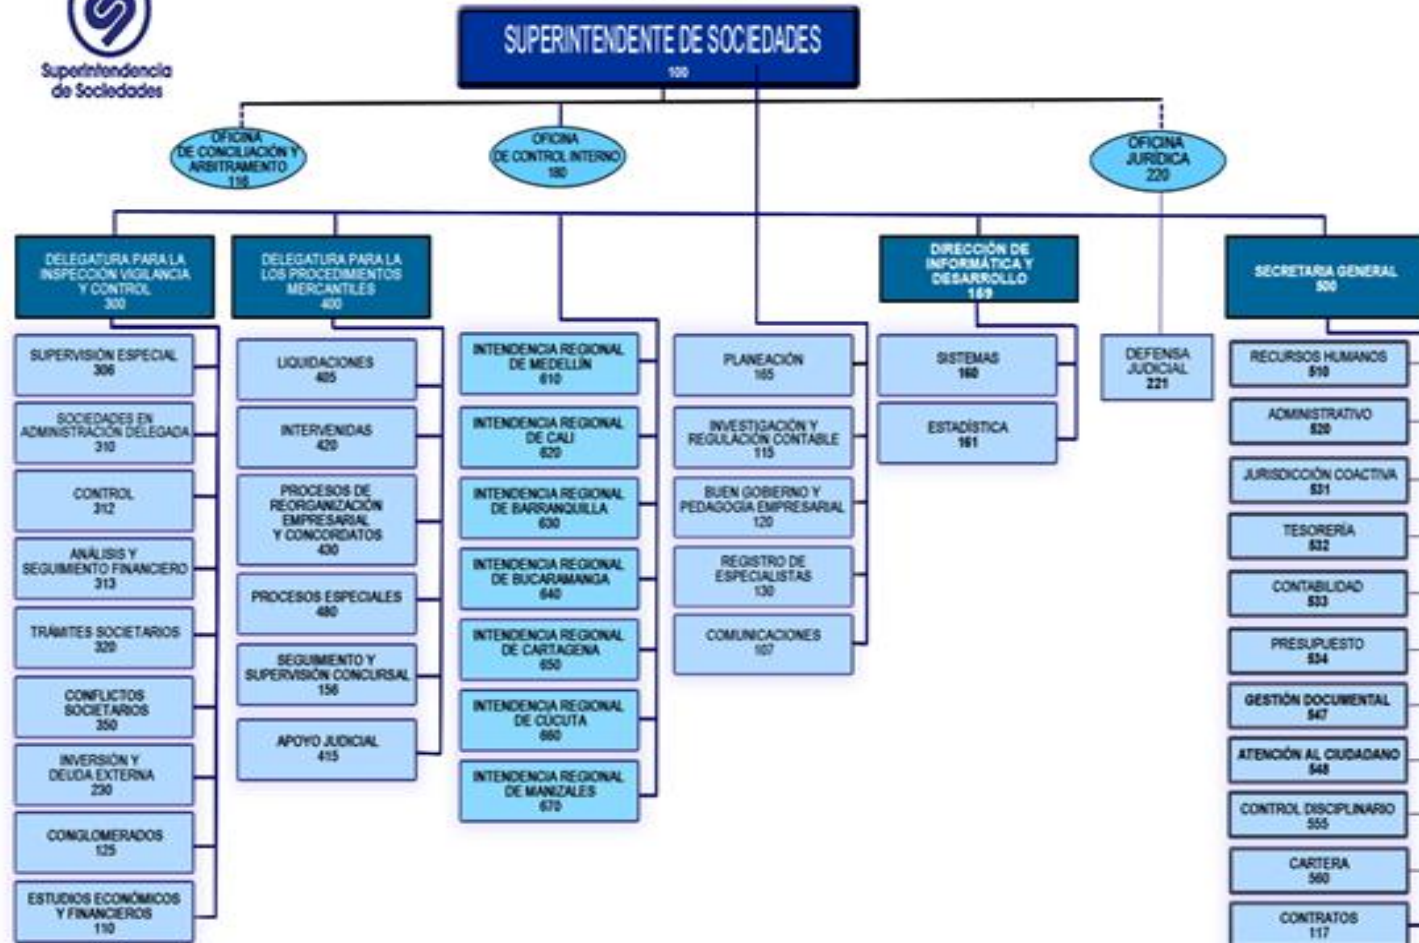 Superintendencia
de Sociedades
SUPERINTENDENTE DE SOCIEDADES
100
OFICINA
DE CONCILIACIÓN Y
ARBITRAMENTO
116
OFICINA
DE CONTROL INTERNO
180
OFICINA
JURÍDICA
220
DELEGATURA PARA LA
INSPECCIÓN VIGILANCIA
Y CONTROL
300
SUPERVISIÓN ESPECIAL
306
SOCIEDADES EN
ADMINISTRACIÓN DELEGADA
310
CONTROL
312
ANÁLISIS Y
SEGUIMIENTO FINANCIERO
313
TRÁMITES SOCIETARIOS
320
CONFLICTOS
SOCIETARIOS
350
INVERSIÓN Y
DEUDA EXTERNA
230
CONGLOMERADOS
125
ESTUDIOS ECONÓMICOS
Y FINANCIEROS
110
DELEGATURA PARA LA
LOS PROCEDIMIENTOS
MERCANTILES
400
LIQUIDACIONES
405
INTERVENIDAS
420
PROCESOS DE
REORGANIZACIÓN
EMPRESARIAL
Y CONCORDATOS
430
PROCESOS ESPECIALES
480
SEGUIMIENTO Y
SUPERVISIÓN CONCURSAL
156
APOYO JUDICIAL
415
INTENDENCIA REGIONAL
DE MEDELLÍN
610
INTENDENCIA REGIONAL
DE CALI
620
INTENDENCIA REGIONAL
DE BARRANQUILLA
630
INTENDENCIA REGIONAL
DE BUCARAMANGA
640
INTENDENCIA REGIONAL
DE CARTAGENA
650
INTENDENCIA REGIONAL
DE CÚCUTA
660
INTENDENCIA REGIONAL
DE MANIZALES
670
PLANEACIÓN
165
INVESTIGACIÓN Y
REGULACIÓN CONTABLE
115
BUEN GOBIERNO Y
PEDAGOGÍA EMPRESARIAL
120
REGISTRO DE
ESPECIALISTAS
130
COMUNICACIONES
107
DIRECCIÓN DE
INFORMÁTICA Y
DESARROLLO
159
SISTEMAS
160
ESTADÍSTICA
161
DEFENSA
JUDICIAL
221
SECRETARIA GENERAL
500
RECURSOS HUMANOS
510
ADMINISTRATIVO
520
JURISDICCIÓN COACTIVA
531
TESORERÍA
532
CONTABILIDAD
533
PRESUPUESTO
534
GESTIÓN DOCUMENTAL
547
ATENCIÓN AL CIUDADANO
548
CONTROL DISCIPLINARIO
555
CARTERA
560
CONTRATOS
117